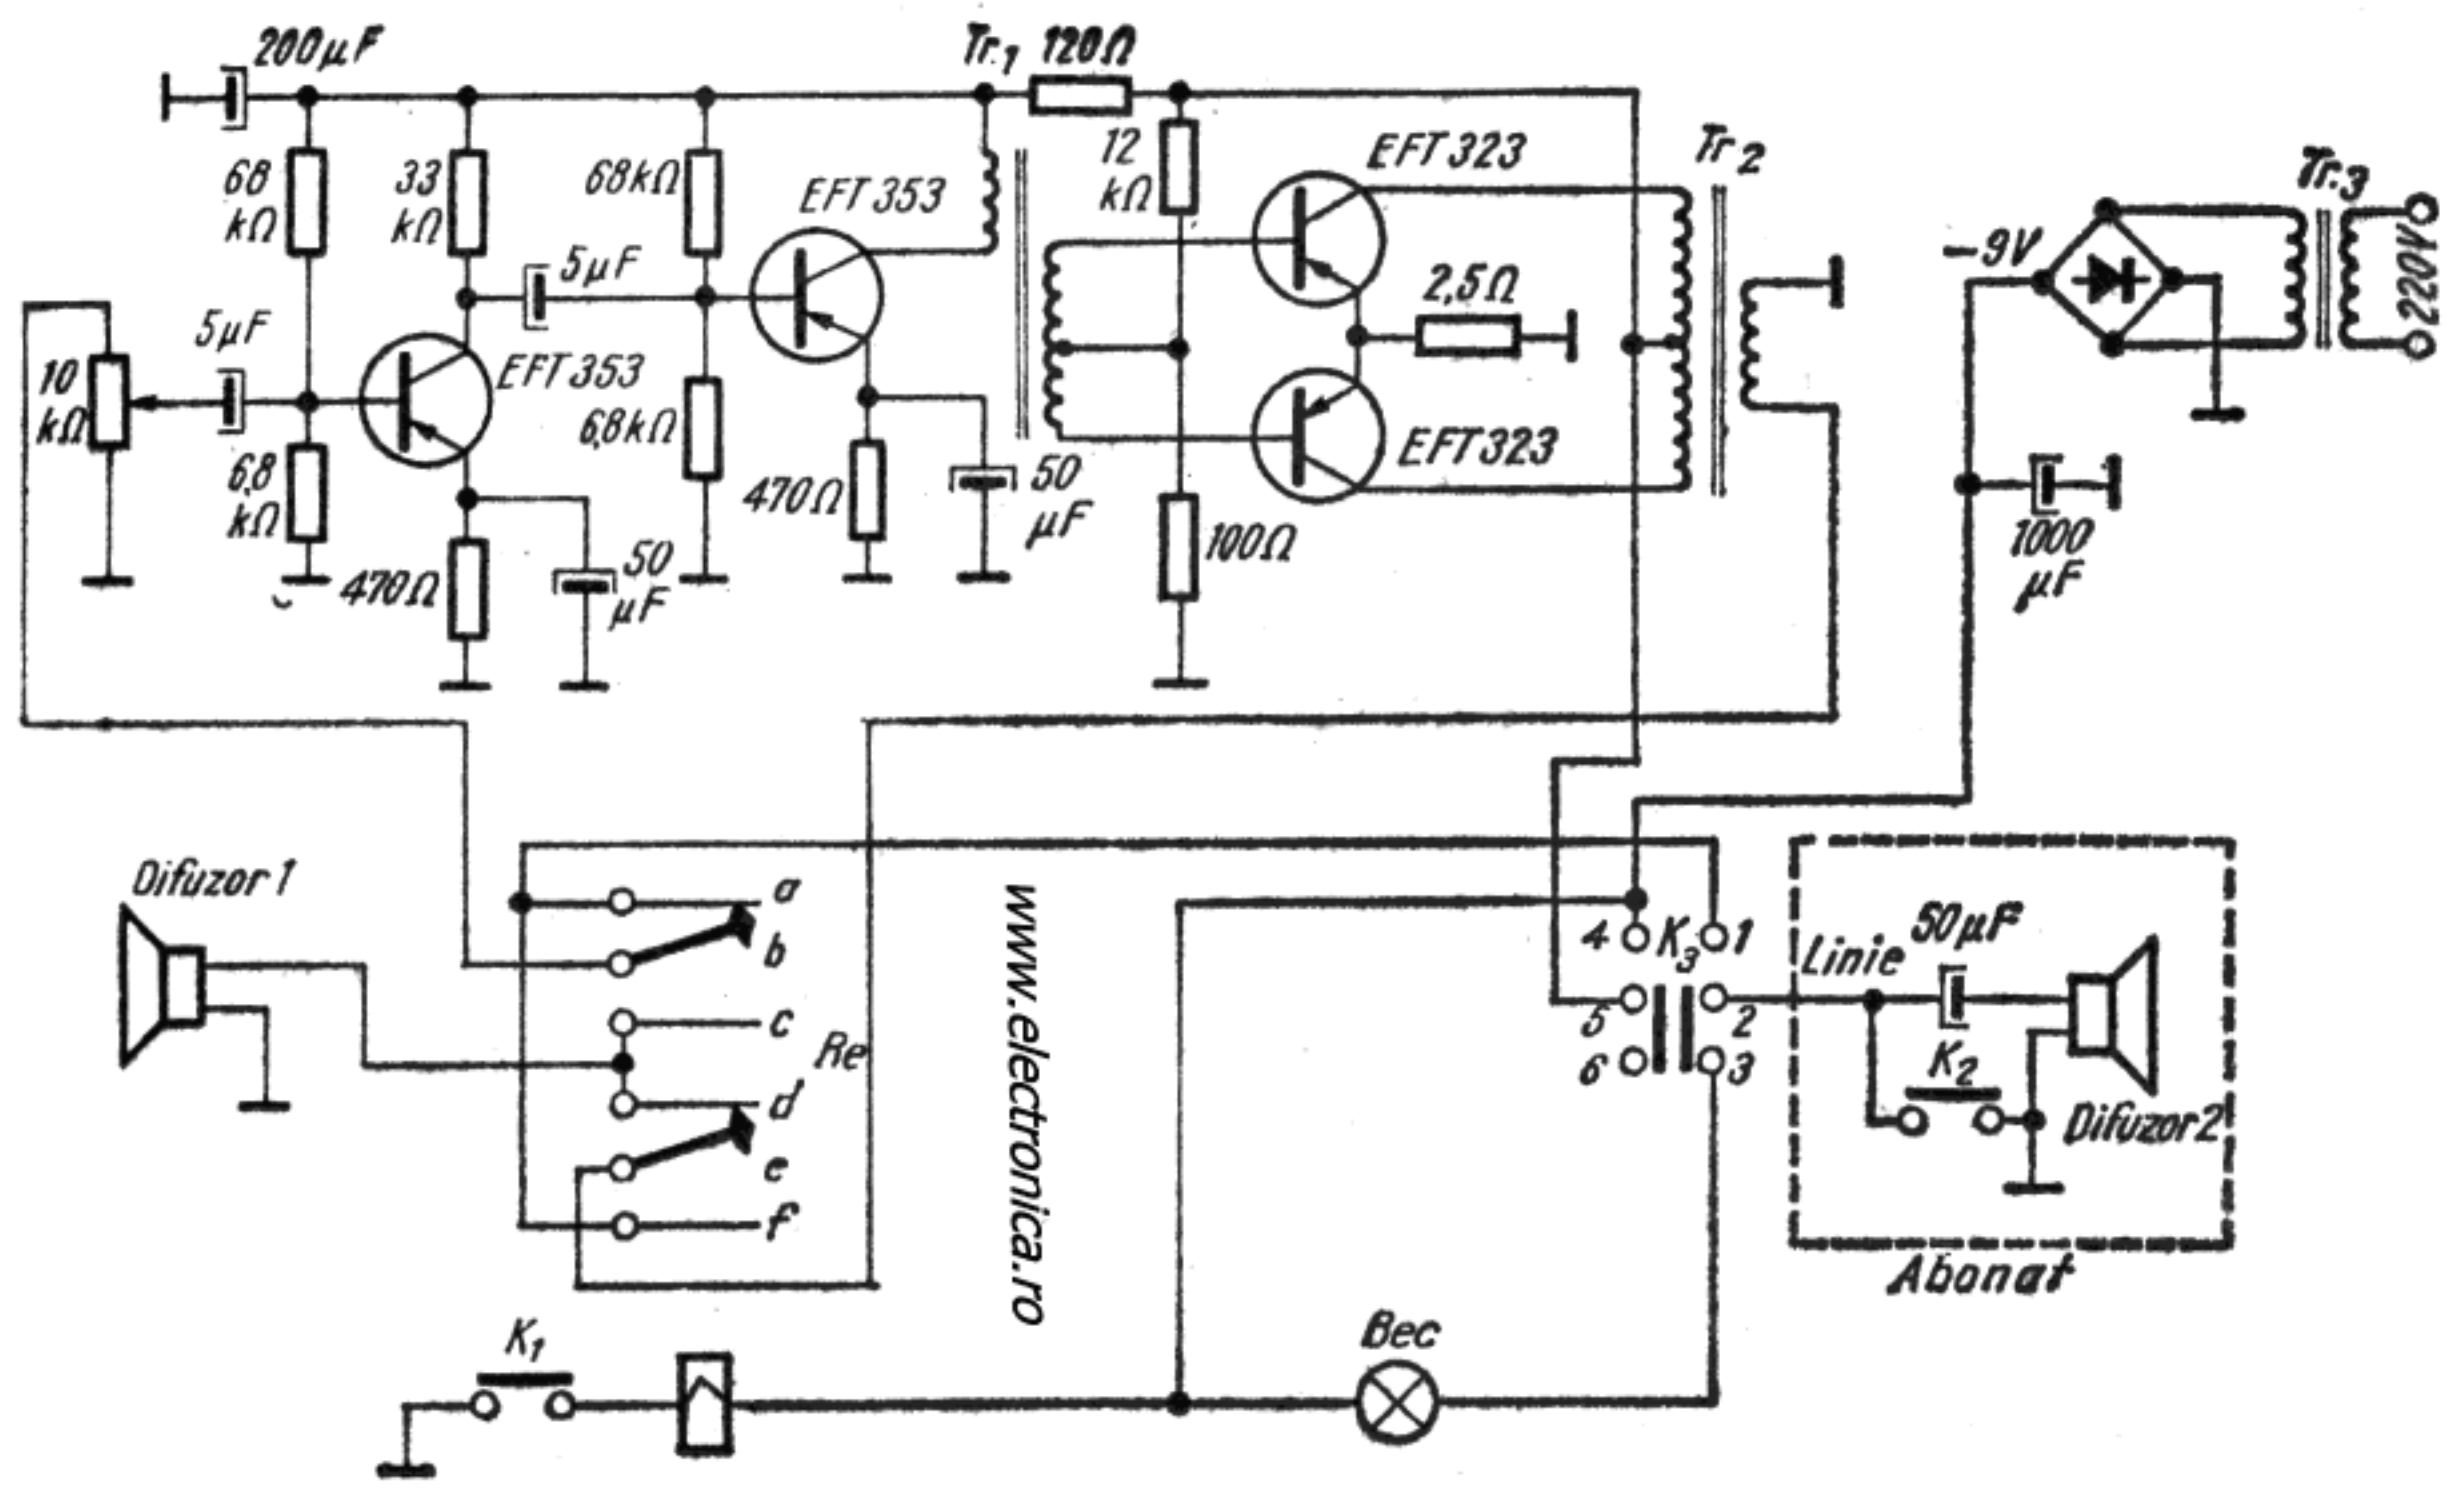 200µF
Tr.1 120Ω
68 kΩ
33 kΩ
68kΩ
EFT 353
12 kΩ
EFT 323
Tr 2
Tr.3
220V
-9V
5µF
5µF
2,5Ω
10 kΩ
EFT 353
6,8 kΩ
6,8kΩ
470Ω
50 µF
EFT 323
100Ω
470Ω
50 µF
1000 µF
Difuzor 1
a
b
c
Re
d
e
f
www.electronica.ro
4 K3 1
5 2
6 3
Linie 50µF
K2
Difuzor 2
Abonat
K1
Bec